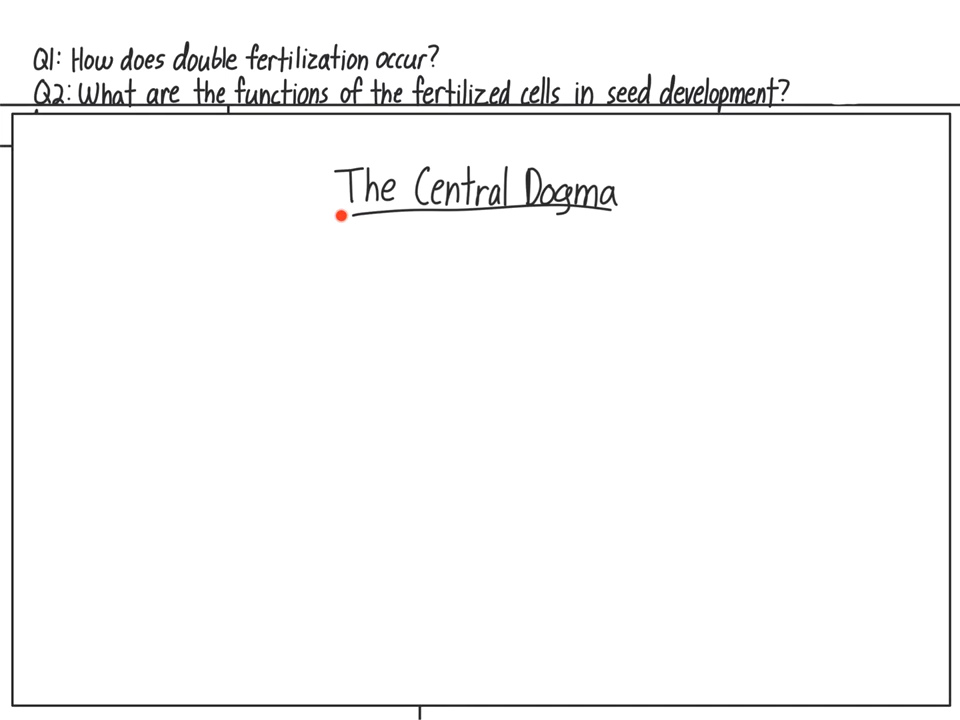 Q1: How does double fertilization occur?
Q2: What are the functions of the fertilized cells in seed development?
The Central Dogma